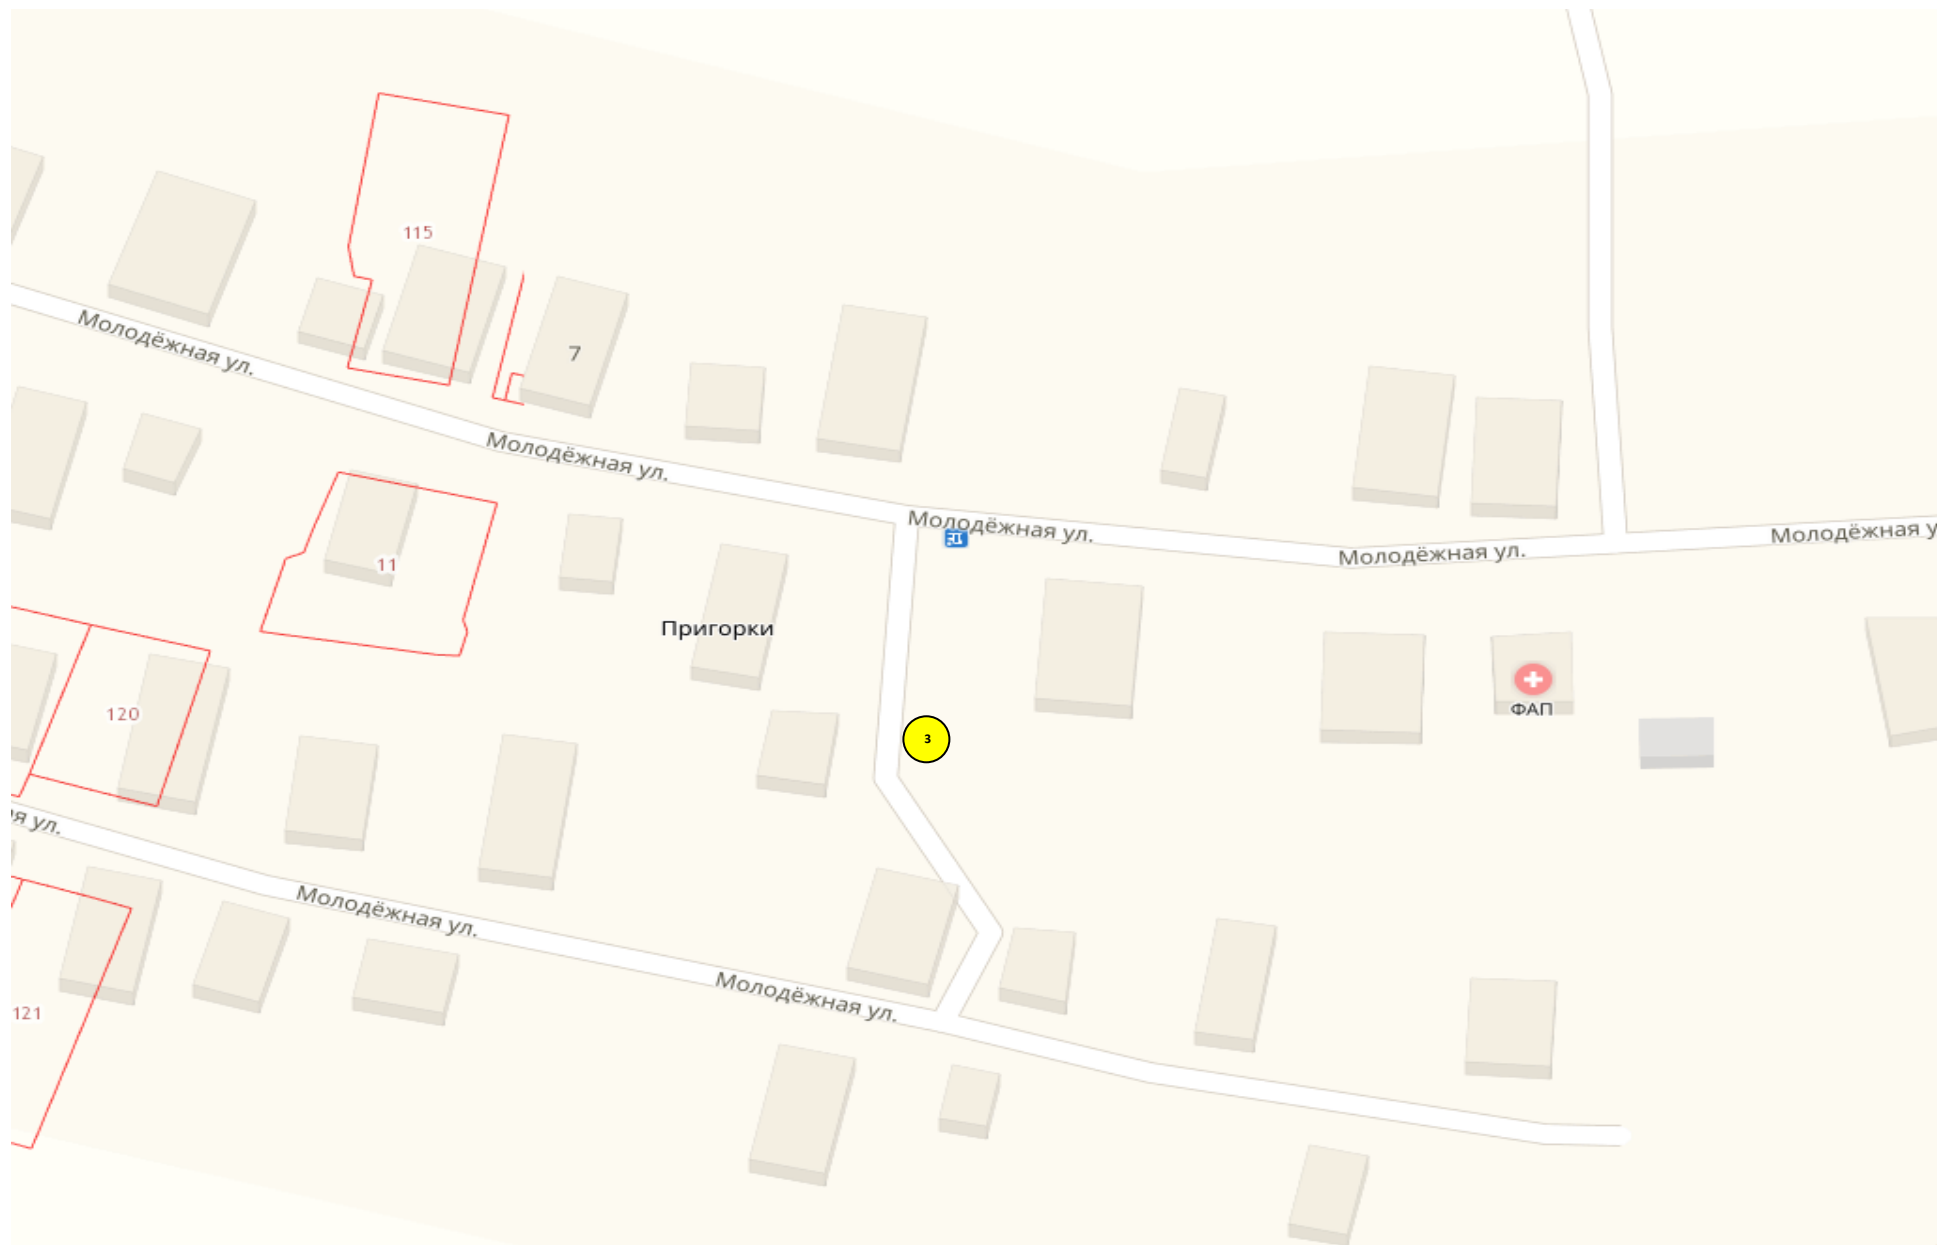 115
Молодёжная ул.
7
Молодёжная ул.
Молодёжная ул.
Молодёжная ул.
Молодёжная у
11
Пригорки
ФАП
120
3
я ул.
Молодёжная ул.
Молодёжная ул.
121